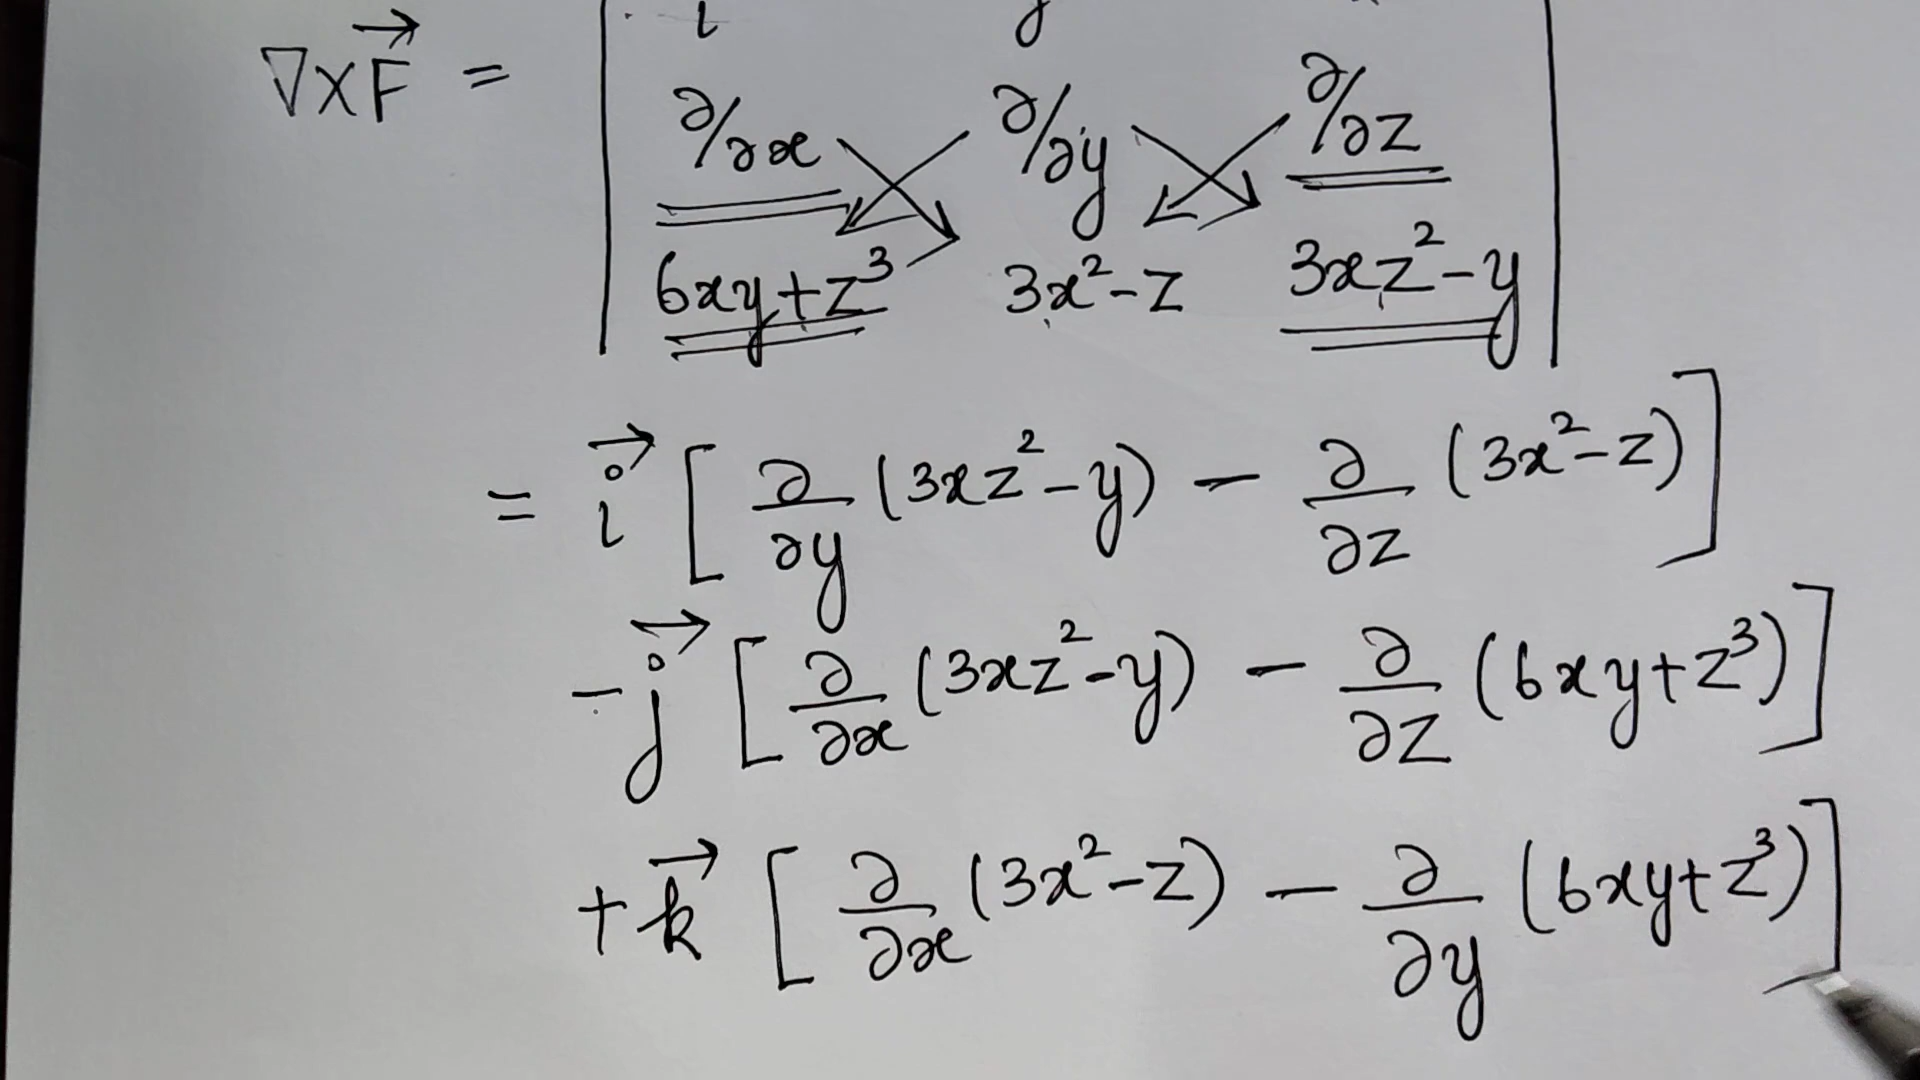 i j
∇×F⃗ = | ∂/∂x ∂/∂y ∂/∂z |
6xy+z³ 3x²-z 3xz²-y
= i⃗ [ ∂/∂y (3xz²-y) - ∂/∂z (3x²-z) ]
-j⃗ [ ∂/∂x (3xz²-y) - ∂/∂z (6xy+z³) ]
+k⃗ [ ∂/∂x (3x²-z) - ∂/∂y (6xy+z³) ]